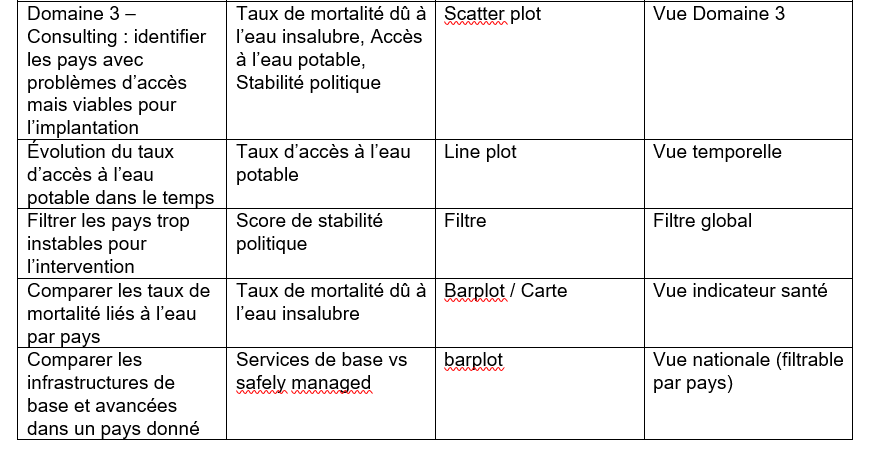 Domaine 3 –
Consulting : identifier
les pays avec
problèmes d’accès
mais viables pour
l’implantation
Taux de mortalité dû à
l’eau insalubre, Accès
à l’eau potable,
Stabilité politique
Scatter plot
Vue Domaine 3
Évolution du taux
d’accès à l’eau
potable dans le temps
Taux d’accès à l’eau
potable
Line plot
Vue temporelle
Filtrer les pays trop
instables pour
l’intervention
Score de stabilité
politique
Filtre
Filtre global
Comparer les taux de
mortalité liés à l’eau
par pays
Taux de mortalité dû à
l’eau insalubre
Barplot / Carte
Vue indicateur santé
Comparer les
infrastructures de
base et avancées
dans un pays donné
Services de base vs
safely managed
barplot
Vue nationale (filtrable
par pays)